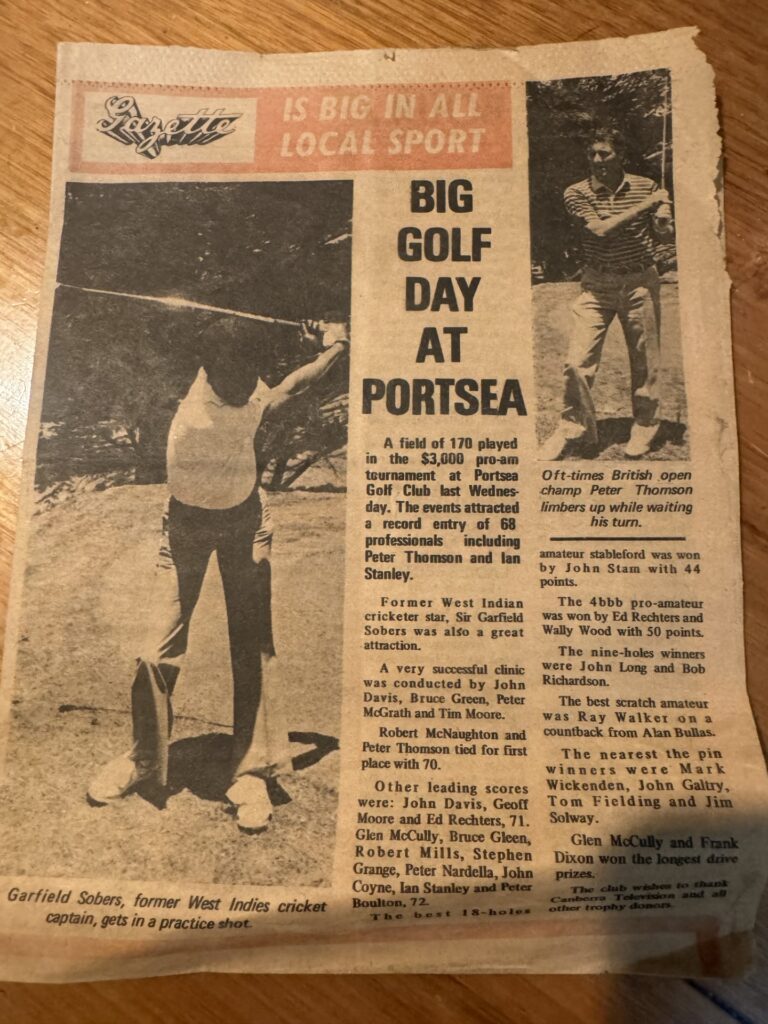 Gazette
IS BIG IN ALL
LOCAL SPORT
BIG
GOLF
DAY
AT
PORTSEA
A field of 170 played
in the $3,000 pro-am
tournament at Portsea
Golf Club last Wednes-
day. The events attracted
a record entry of 68
professionals including
Peter Thomson and Ian
Stanley.
Former West Indian
cricketer star, Sir Garfield
Sobers was also a great
attraction.
A very successful clinic
was conducted by John
Davis, Bruce Green, Peter
McGrath and Tim Moore.
Robert McNaughton and
Peter Thomson tied for first
place with 70.
Other leading scores
were: John Davis, Geoff
Moore and Ed Rechters, 71.
Glen McCully, Bruce Gleen,
Robert Mills, Stephen
Grange, Peter Nardella, John
Coyne, Ian Stanley and Peter
Boulton, 72.
The best 18-holes
amateur stableford was won
by John Stam with 44
points.
The 4bbb pro-amateur
was won by Ed Rechters and
Wally Wood with 50 points.
The nine-holes winners
were John Long and Bob
Richardson.
The best scratch amateur
was Ray Walker on a
countback from Alan Bullas.
The nearest the pin
winners were Mark
Wickenden, John Galtry,
Tom Fielding and Jim
Solway.
Glen McCully and Frank
Dixon won the longest drive
prizes.
The club wishes to thank
Canberra Television and all
other trophy donors.
Oft-times British open
champ Peter Thomson
limbers up while waiting
his turn.
Garfield Sobers, former West Indies cricket
captain, gets in a practice shot.